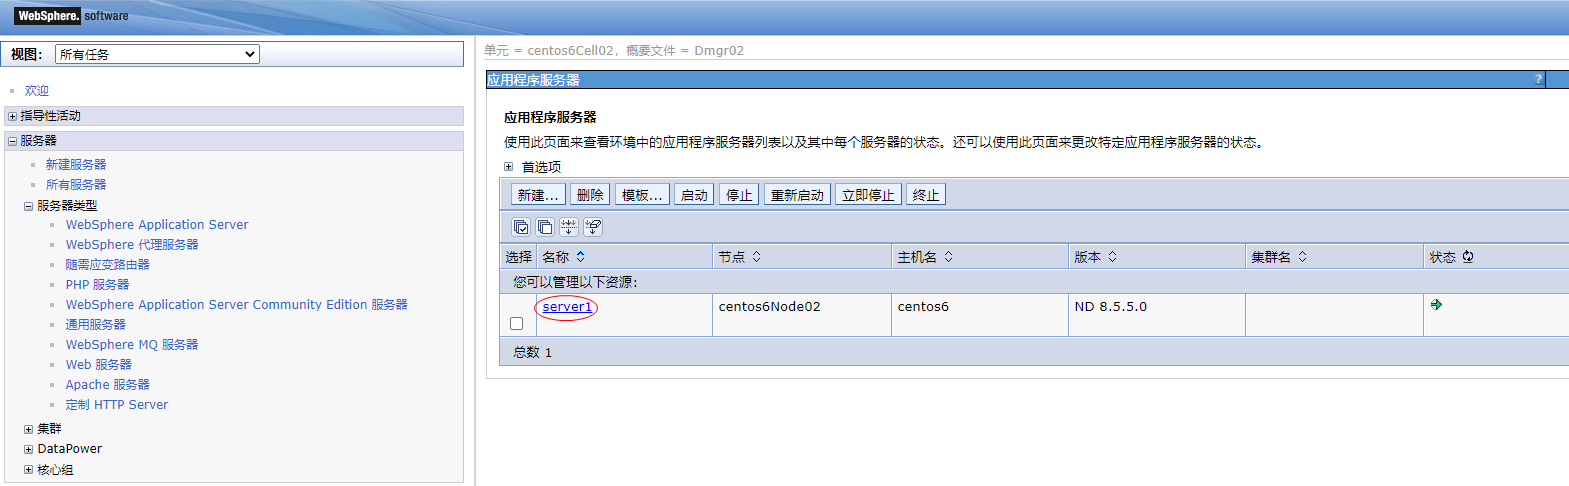 WebSphere. software
视图: 所有任务
欢迎
指导性活动
服务器
新建服务器
所有服务器
服务器类型
WebSphere Application Server
WebSphere 代理服务器
随需应变路由器
PHP 服务器
WebSphere Application Server Community Edition 服务器
通用服务器
WebSphere MQ 服务器
Web 服务器
Apache 服务器
定制 HTTP Server
集群
DataPower
核心组
单元 = centos6Cell02, 概要文件 = Dmgr02
应用程序服务器 ?
应用程序服务器
使用此页面来查看环境中的应用程序服务器列表以及其中每个服务器的状态。还可以使用此页面来更改特定应用程序服务器的状态。
首选项
新建... 删除 模板... 启动 停止 重新启动 立即停止 终止
选择 名称 节点 主机名 版本 集群名 状态
您可以管理以下资源:
server1 centos6Node02 centos6 ND 8.5.5.0
总数 1